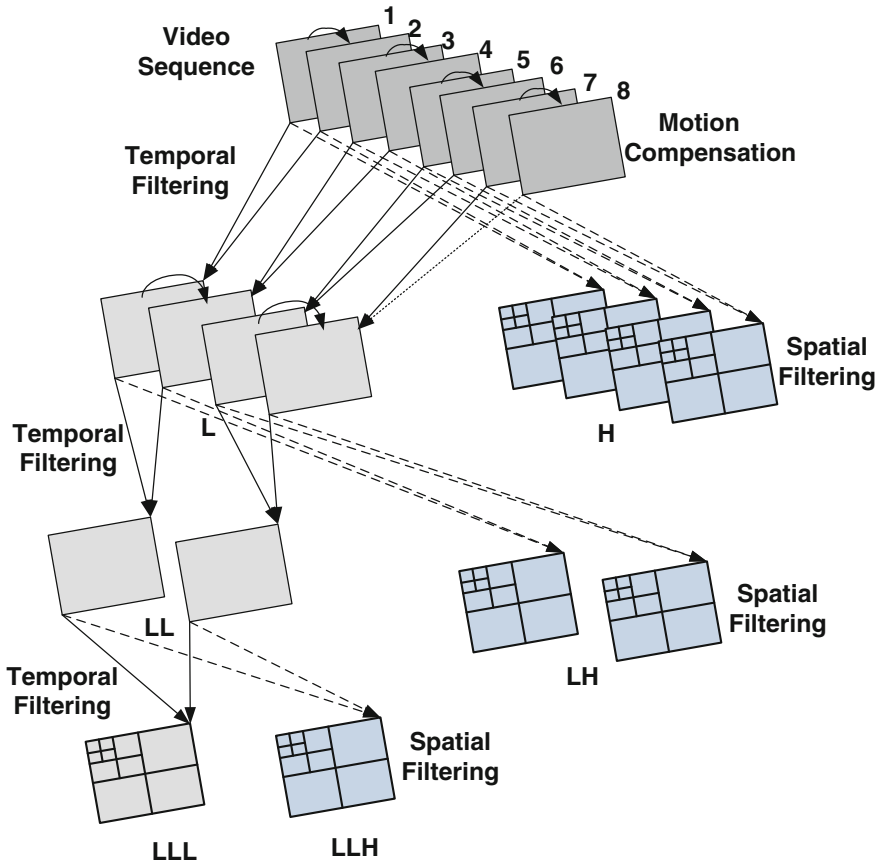 Video
Sequence
1
2
3
4
5
6
7
8
Motion
Compensation
Temporal
Filtering
Spatial
Filtering
H
L
Temporal
Filtering
Spatial
Filtering
LH
LL
Temporal
Filtering
Spatial
Filtering
LLL
LLH